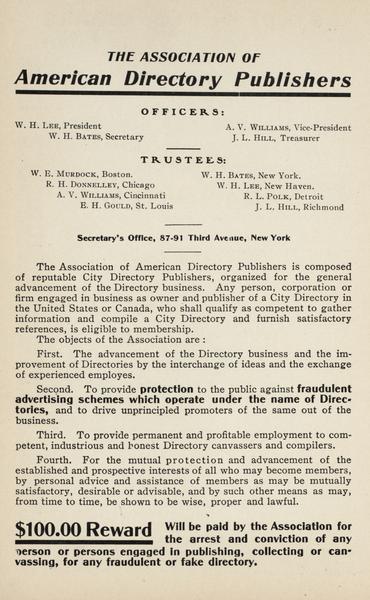 THE ASSOCIATION OF
American Directory Publishers
OFFICERS:
W. H. LEE, President
A. V. WILLIAMS, Vice-President
W. H. BATES, Secretary
J. L. HILL, Treasurer
TRUSTEES:
W. E. MURDOCK, Boston.
W. H. BATES, New York.
R. H. DONNELLEY, Chicago
W. H. LEE, New Haven.
A. V. WILLIAMS, Cincinnati
R. L. POLK, Detroit
E. H. GOULD, St. Louis
J. L. HILL, Richmond
Secretary's Office, 87-91 Third Avenue, New York
The Association of American Directory Publishers is composed
of reputable City Directory Publishers, organized for the general
advancement of the Directory business. Any person, corporation or
firm engaged in business as owner and publisher of a City Directory in
the United States or Canada, who shall qualify as competent to gather
information and compile a City Directory and furnish satisfactory
references, is eligible to membership.
The objects of the Association are :
First. The advancement of the Directory business and the im-
provement of Directories by the interchange of ideas and the exchange
of experienced employes.
Second. To provide protection to the public against fraudulent
advertising schemes which operate under the name of Direc-
tories, and to drive unprincipled promoters of the same out of the
business.
Third. To provide permanent and profitable employment to com-
petent, industrious and honest Directory canvassers and compilers.
Fourth. For the mutual protection and advancement of the
established and prospective interests of all who may become members,
by personal advice and assistance of members as may be mutually
satisfactory, desirable or advisable, and by such other means as may,
from time to time, be shown to be wise, proper and lawful.
$100.00 Reward Will be paid by the Association for
the arrest and conviction of any
person or persons engaged in publishing, collecting or can-
vassing, for any fraudulent or fake directory.